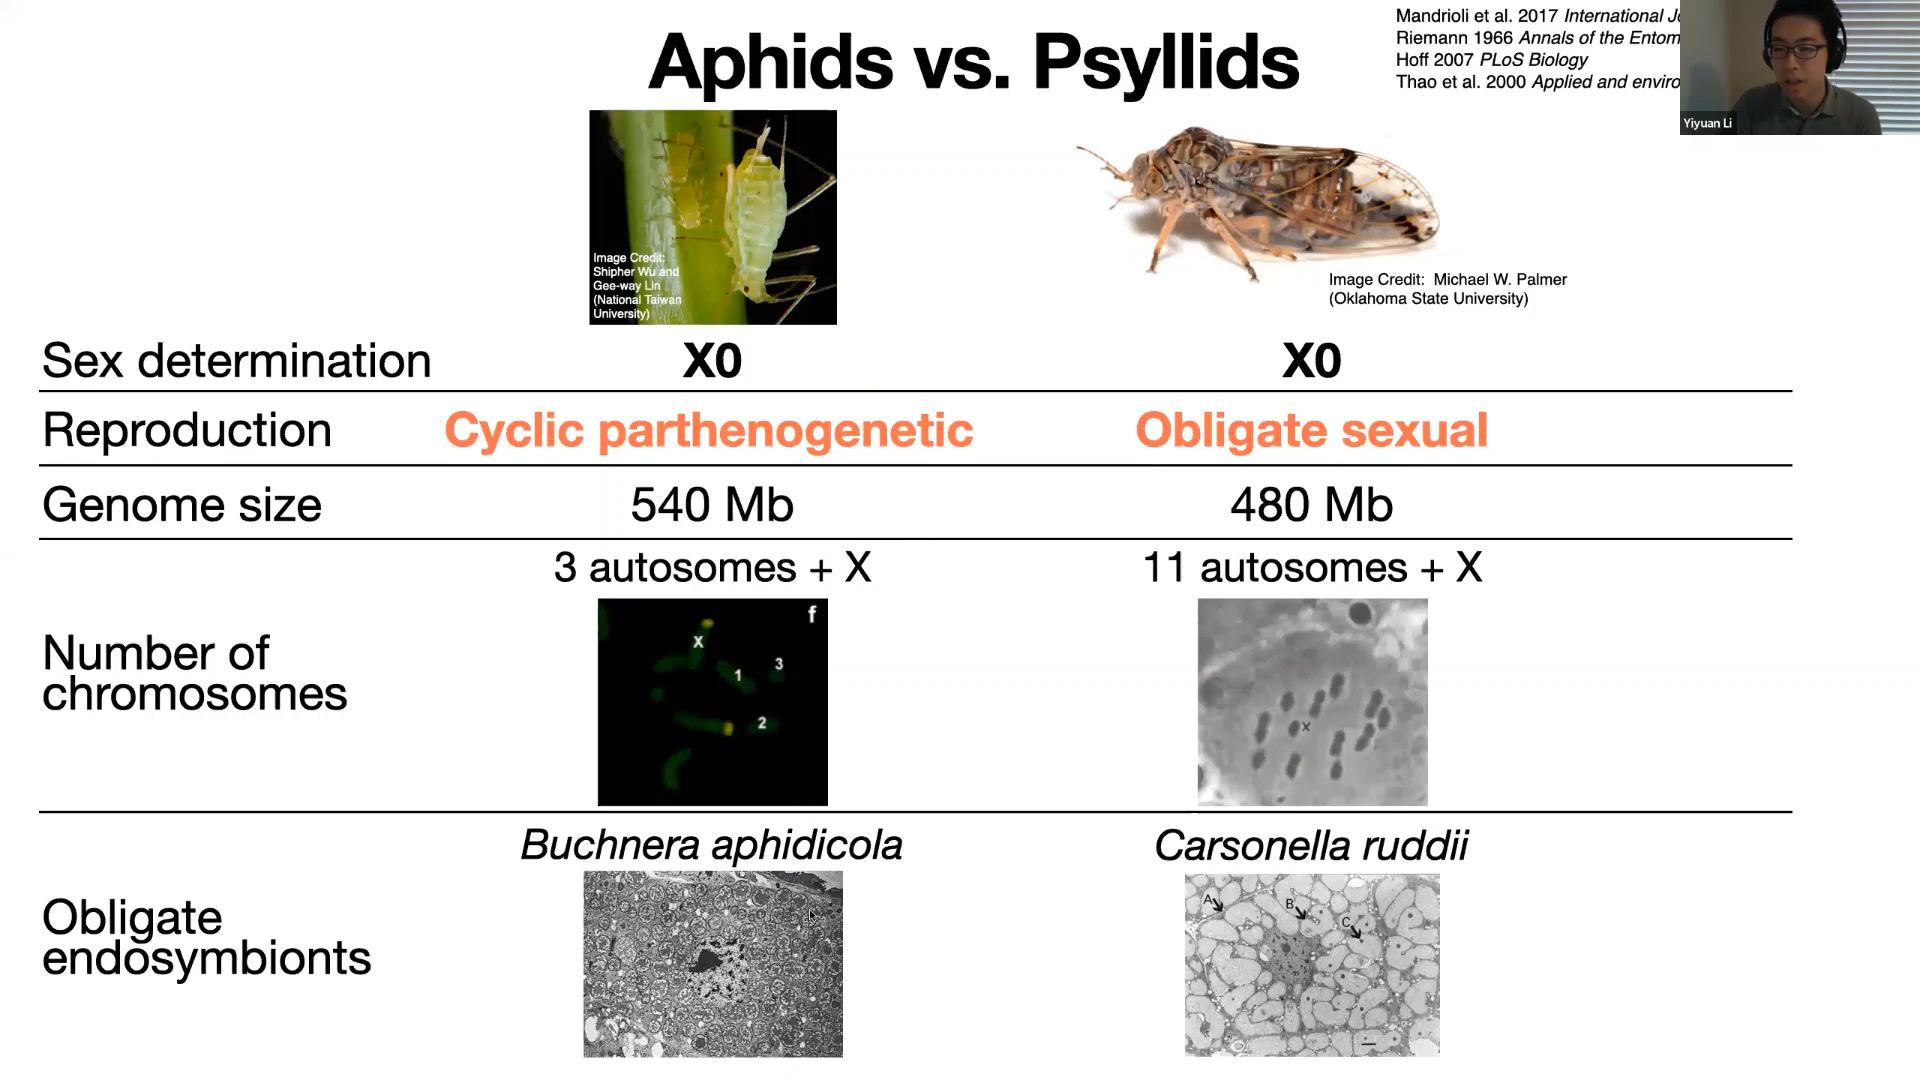 Aphids vs. Psyllids
Mandrioli et al. 2017 International
Riemann 1966 Annals of the
Hoff 2007 PLoS Biology
Thao et al. 2000 Applied and
Yiyuan Li
Image Credit:
Shipher Wu and
Gee-way Lin
(National Taiwan
University)
Image Credit: Michael W. Palmer
(Oklahoma State University)
Sex determination X0 X0
Reproduction Cyclic parthenogenetic Obligate sexual
Genome size 540 Mb 480 Mb
3 autosomes + X 11 autosomes + X
Number of
chromosomes
f
X
1
3
2
X
Buchnera aphidicola Carsonella ruddii
Obligate
endosymbionts
A
B
C